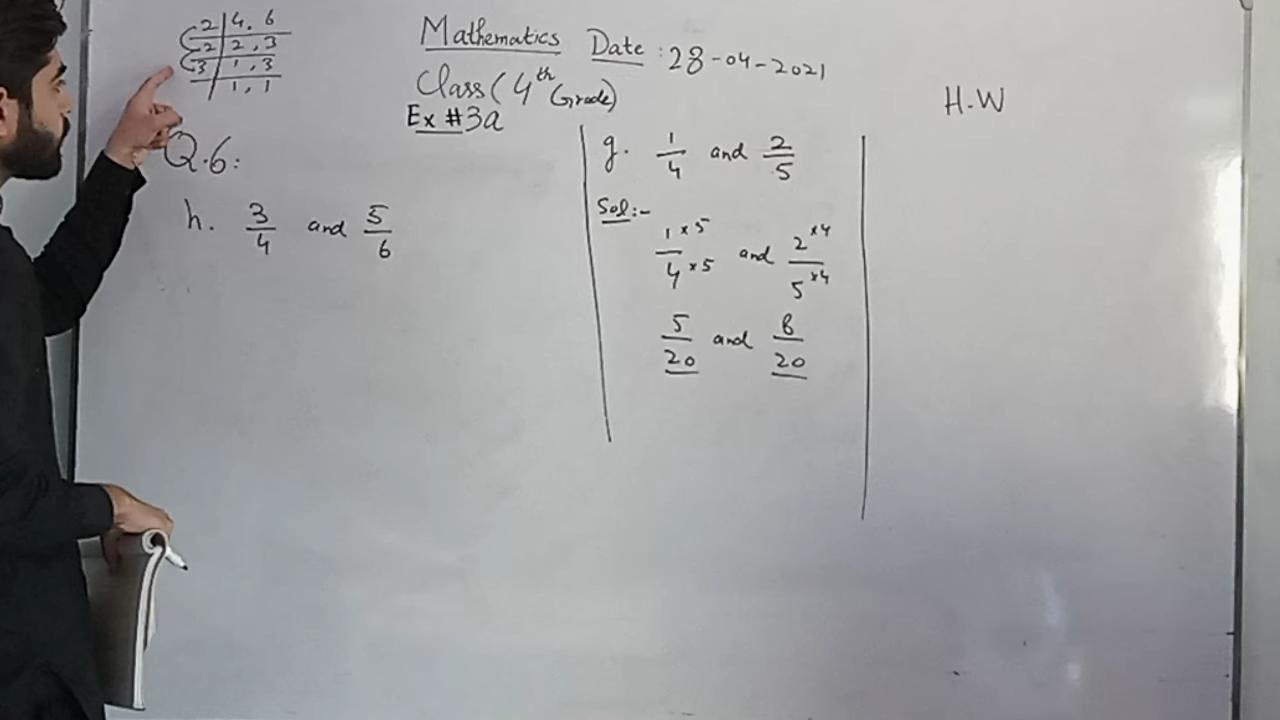 2 | 4, 6
2 | 2, 3
3 | 1, 3
1, 1
Mathematics Date: 28-04-2021
Class (4th Grade)
Ex #3a
H.W
Q.6:
h. 3/4 and 5/6
g. 1/4 and 2/5
Sol:-
1×5/4×5 and 2×4/5×4
5/20 and 8/20